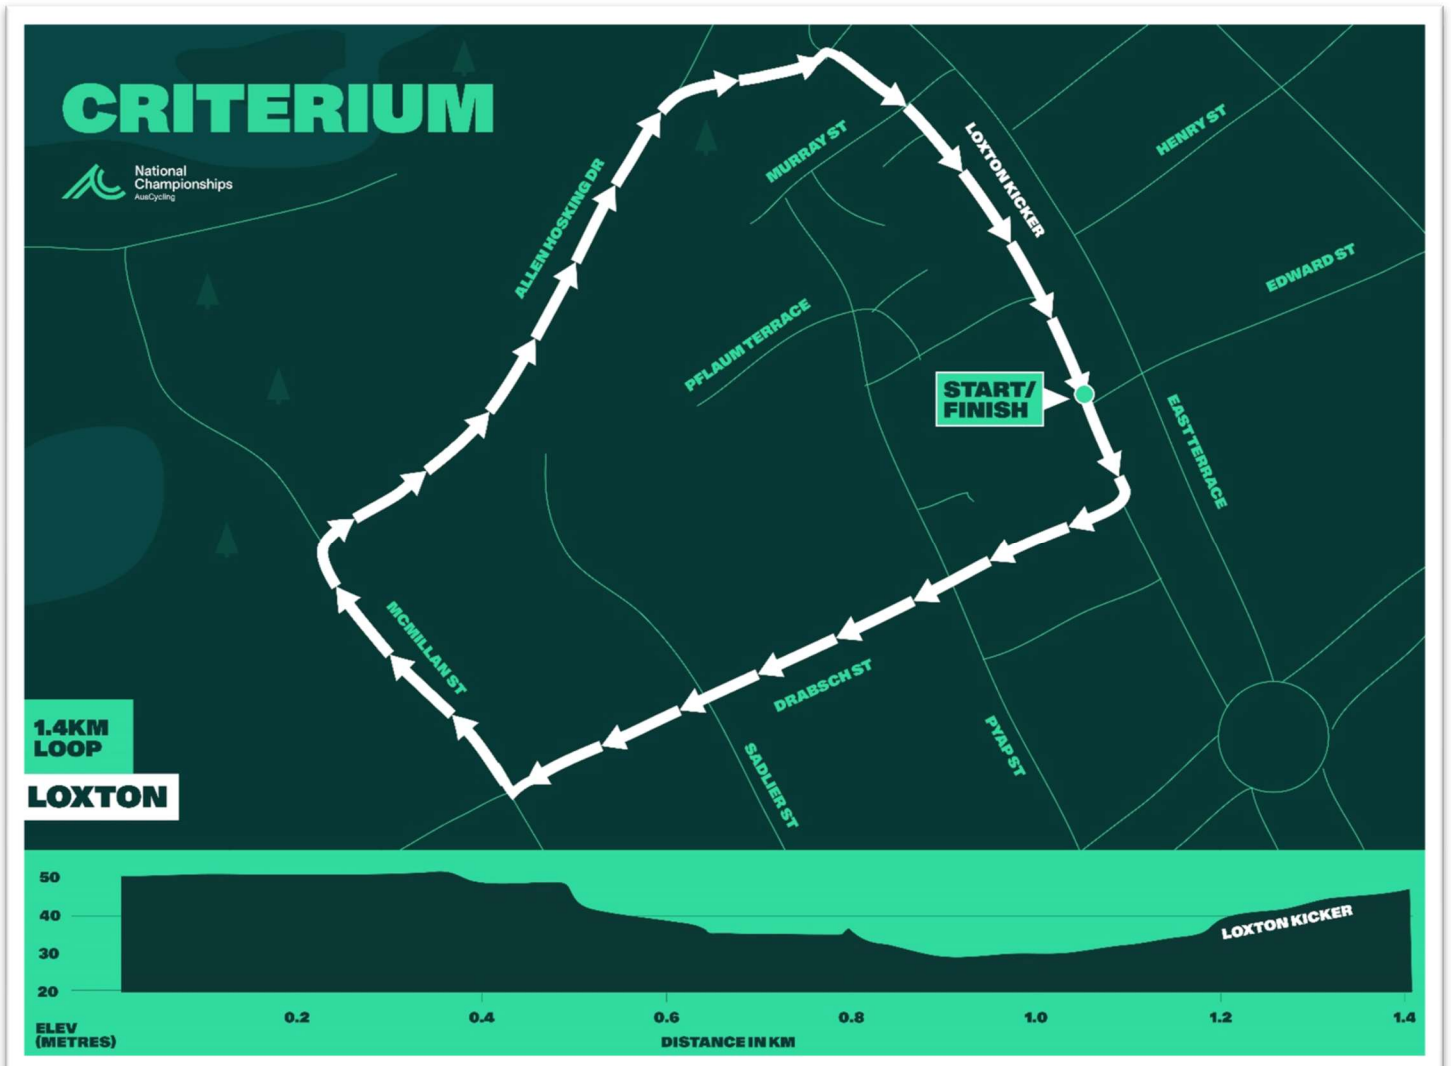 CRITERIUM
National
Championships
AusCycling
ALLEN HOSKING DR
MURRAY ST
LOXTON KICKER
HENRY ST
EDWARD ST
PFLAUM TERRACE
START/
FINISH
EAST TERRACE
MCMILLAN ST
DRABSCH ST
PYAP ST
SADLIER ST
1.4KM
LOOP
LOXTON
50
40
30
20
LOXTON KICKER
0.2 0.4 0.6 0.8 1.0 1.2 1.4
ELEV
(METRES)
DISTANCE IN KM